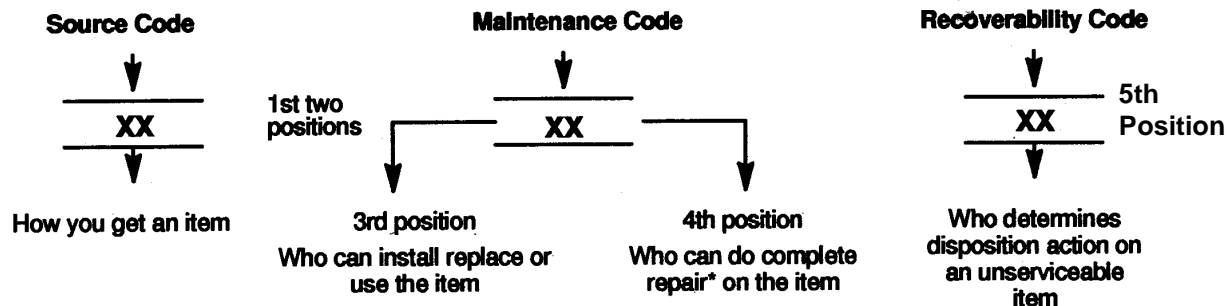 Source Code
XX
1st two
positions
How you get an item
Maintenance Code
XX
3rd position
Who can install replace or
use the item
4th position
Who can do complete
repair* on the item
Recoverability Code
XX
5th
Position
Who determines
disposition action on
an unserviceable
item